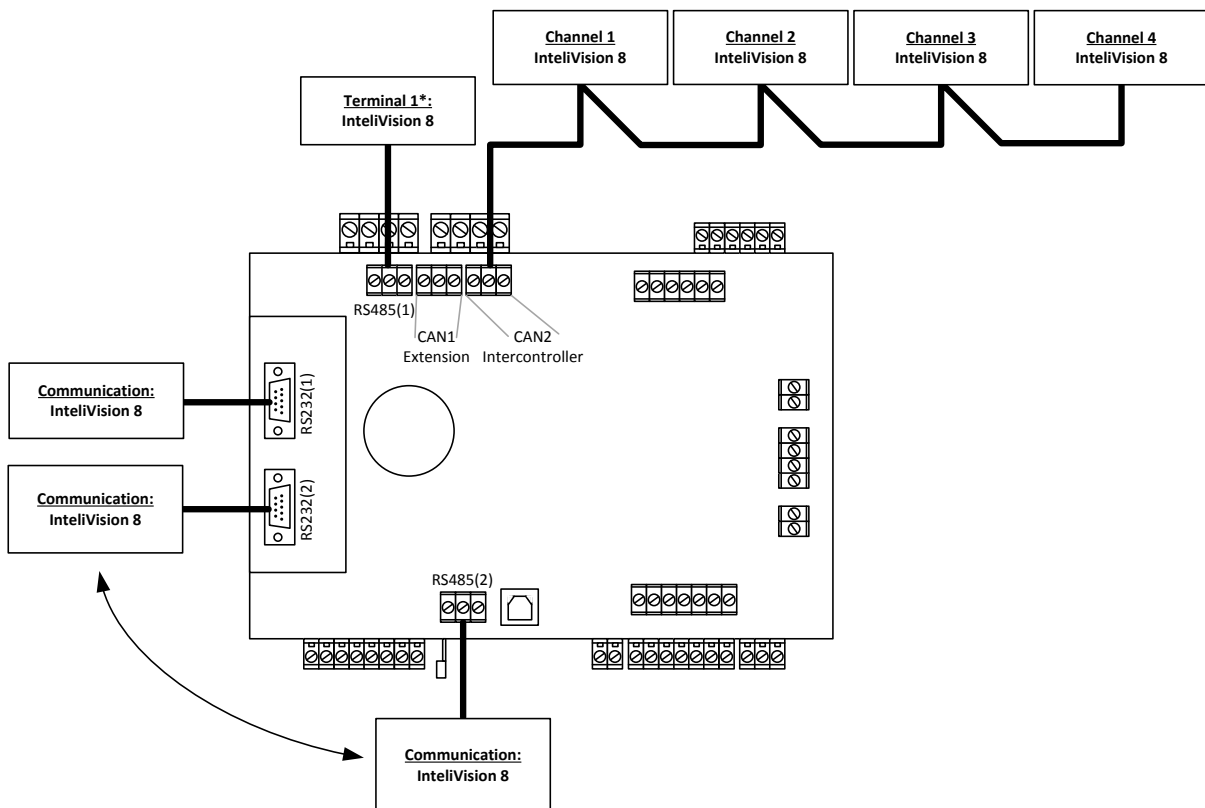 Channel 1
InteliVision 8
Channel 2
InteliVision 8
Channel 3
InteliVision 8
Channel 4
InteliVision 8
Terminal 1*:
InteliVision 8
RS485(1)
CAN1
Extension
CAN2
Intercontroller
Communication:
InteliVision 8
RS232(1)
Communication:
InteliVision 8
RS232(2)
RS485(2)
Communication:
InteliVision 8